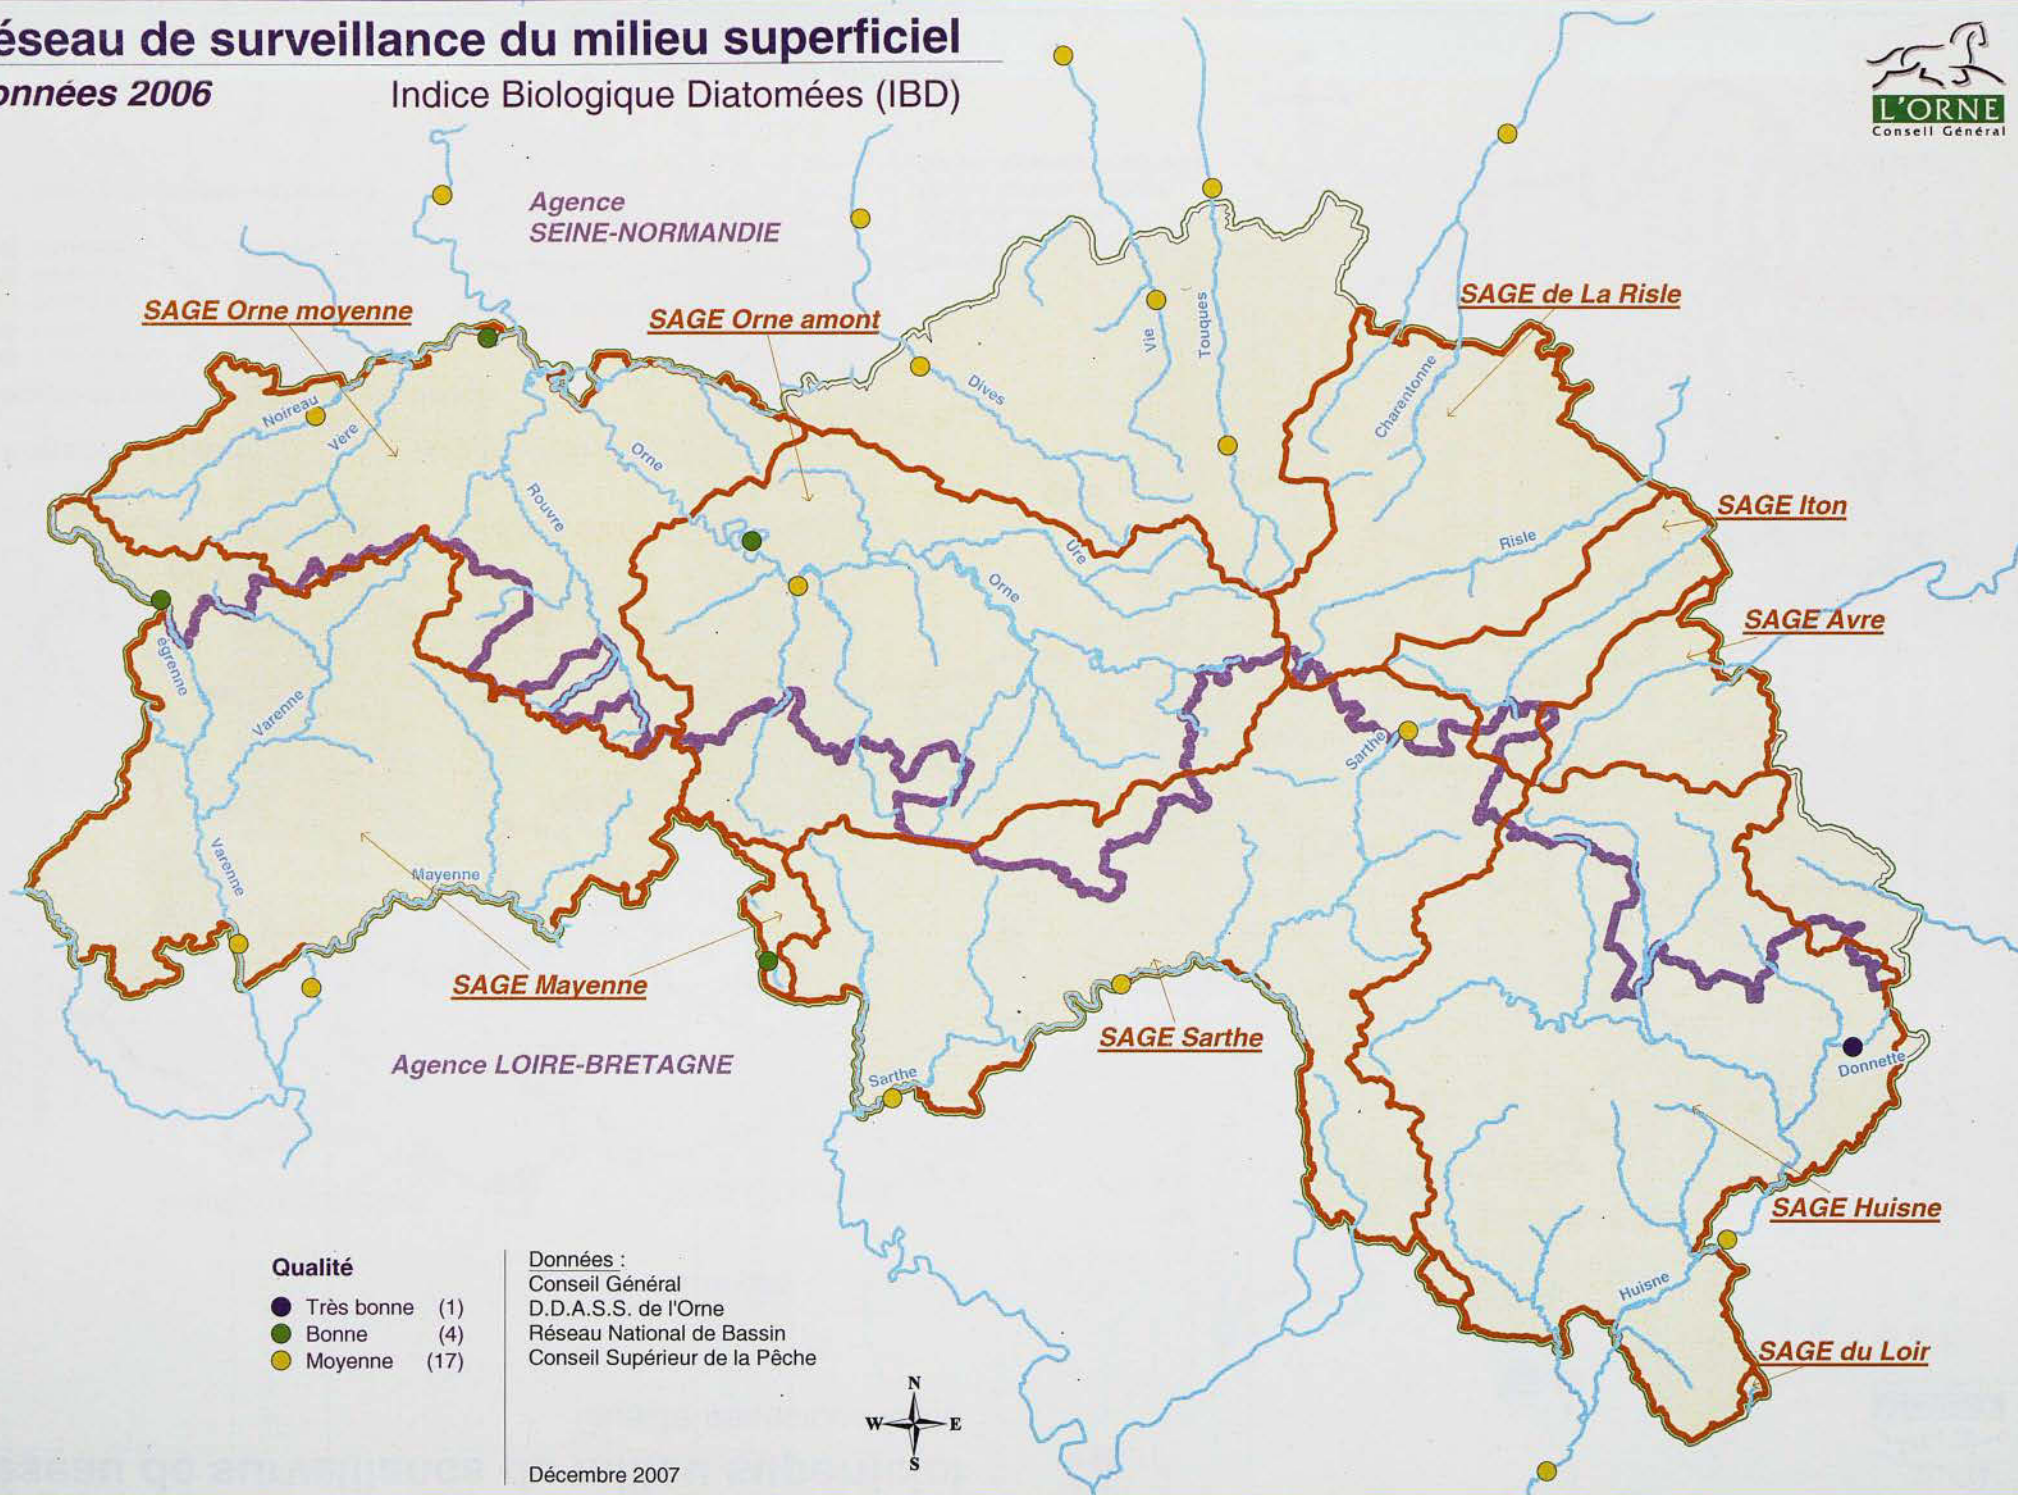 éseau de surveillance du milieu superficiel
onnées 2006
Indice Biologique Diatomées (IBD)
L'ORNE
Conseil Général
Agence
SEINE-NORMANDIE
SAGE Orne moyenne
SAGE Orne amont
SAGE de La Risle
Noireau
Vère
Orne
Rouvre
Dives
Vie
Touques
Charentonne
SAGE Iton
Risle
Ure
Orne
SAGE Avre
égrenne
Varenne
Sarthe
Varenne
Mayenne
SAGE Mayenne
SAGE Sarthe
Agence LOIRE-BRETAGNE
Sarthe
Donnette
SAGE Huisne
Huisne
SAGE du Loir
Qualité
Très bonne (1)
Bonne (4)
Moyenne (17)
Données :
Conseil Général
D.D.A.S.S. de l'Orne
Réseau National de Bassin
Conseil Supérieur de la Pêche
Décembre 2007
N
W E
S